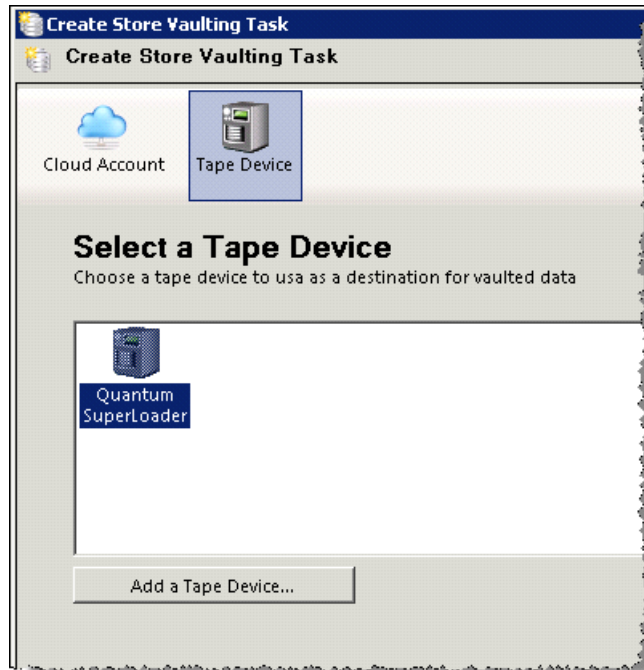 Create Store Vaulting Task
Create Store Vaulting Task
Cloud Account
Tape Device
Select a Tape Device
Choose a tape device to usa as a destination for vaulted data
Quantum
SuperLoader
Add a Tape Device...